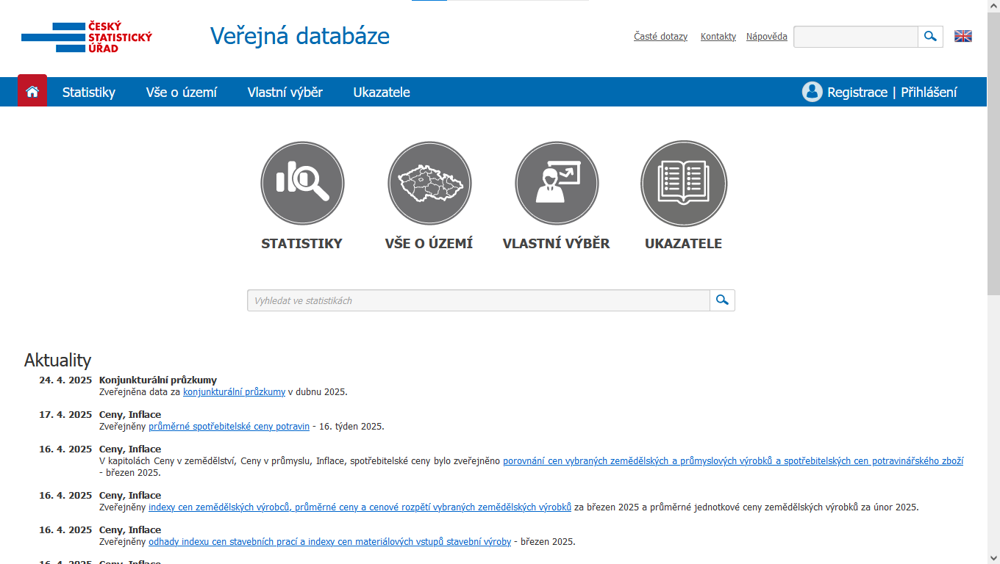 ČESKÝ
STATISTICKÝ
ÚŘAD
Veřejná databáze
Časté dotazy Kontakty Nápověda
Statistiky Vše o území Vlastní výběr Ukazatele Registrace | Přihlášení
STATISTIKY VŠE O ÚZEMÍ VLASTNÍ VÝBĚR UKAZATELE
Vyhledat ve statistikách
Aktuality
24. 4. 2025 Konjunkturální průzkumy
Zveřejněna data za konjunkturální průzkumy v dubnu 2025.
17. 4. 2025 Ceny, Inflace
Zveřejněny průměrné spotřebitelské ceny potravin - 16. týden 2025.
16. 4. 2025 Ceny, Inflace
V kapitolách Ceny v zemědělství, Ceny v průmyslu, Inflace, spotřebitelské ceny bylo zveřejněno porovnání cen vybraných zemědělských a průmyslových výrobků a spotřebitelských cen potravinářského zboží
- březen 2025.
16. 4. 2025 Ceny, Inflace
Zveřejněny indexy cen zemědělských výrobců, průměrné ceny a cenové rozpětí vybraných zemědělských výrobků za březen 2025 a průměrné jednotkové ceny zemědělských výrobků za únor 2025.
16. 4. 2025 Ceny, Inflace
Zveřejněny odhady indexu cen stavebních prací a indexy cen materiálových vstupů stavební výroby - březen 2025.
16. 4. 2025 Ceny, Inflace